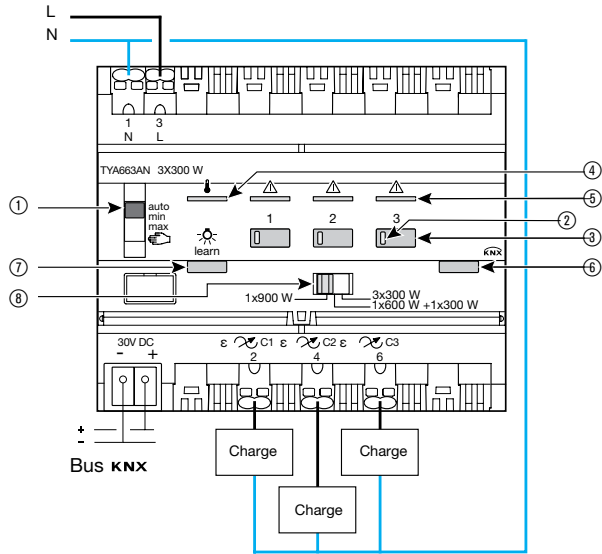 L
N
1 3
N L
TYA663AN 3X300 W
④
⑤
①
auto
min
max
1 2 3
②
③
learn
KNX
⑦
⑥
⑧
1x900 W
3x300 W
1x600 W +1x300 W
30V DC
- +
ε C1 ε C2 ε C3
2 4 6
+
-
Bus KNX
Charge
Charge
Charge